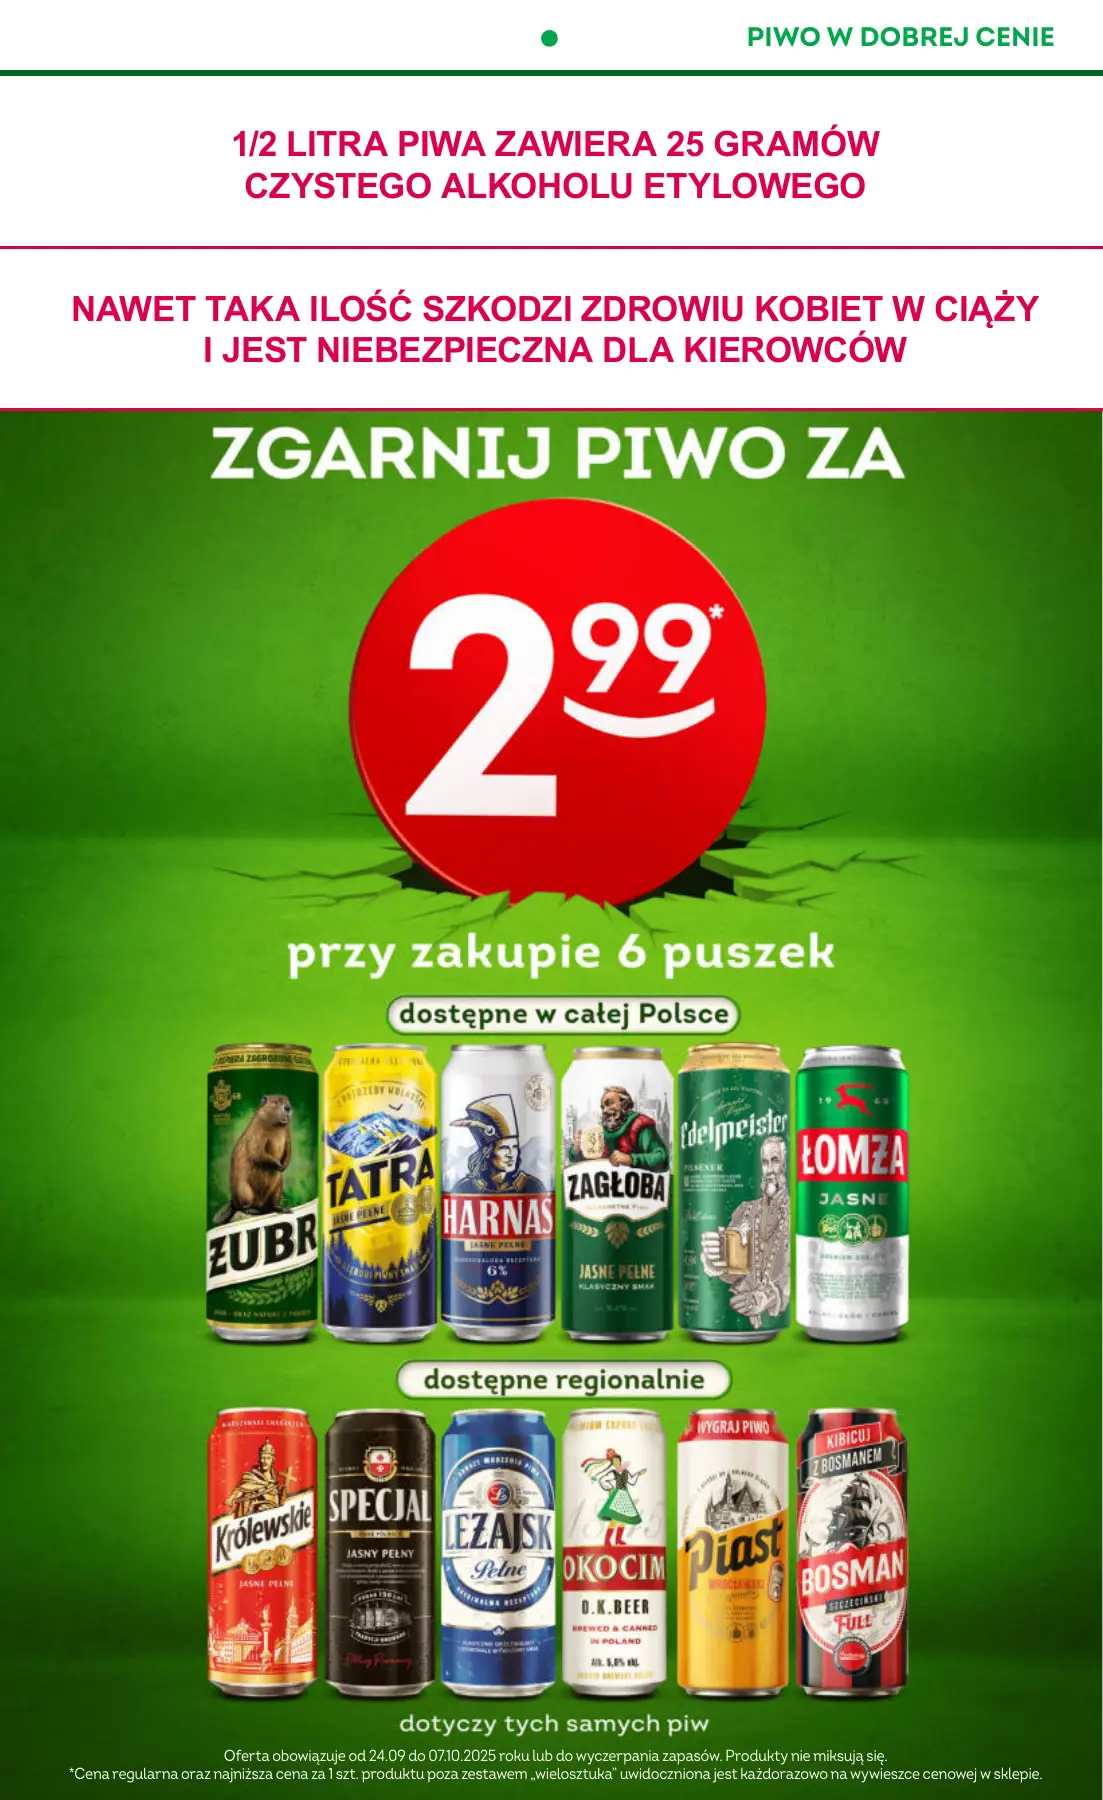 PIWO W DOBREJ CENIE
1/2 LITRA PIWA ZAWIERA 25 GRAMÓW
CZYSTEGO ALKOHOLU ETYLOWEGO
NAWET TAKA ILOŚĆ SZKODZI ZDROWIU KOBIET W CIĄŻY
I JEST NIEBEZPIECZNA DLA KIEROWCÓW
ZGARNIJ PIWO ZA
2 99*
przy zakupie 6 puszek
dostępne w całej Polsce
ŻUBR
TATRA
JASNE PEŁNE
HARNAŚ
JASNE PEŁNE
6%
ZAGŁOBA
JASNE PEŁNE
KLASYCZNY SMAK
Edelmeister
PILSENER
19 68
ŁOMŻA
JASNE
dostępne regionalnie
Królewskie
JASNE PEŁNE
SPECJAL
JASNY PEŁNY
LEŻAJSK
Pełne
OKOCIM
O.K.BEER
BREWED & CANNED
IN POLAND
WYGRAJ PIWO
Piast
WROCŁAWSKI
KIBICUJ
Z BOSMANEM
BOSMAN
SZCZECIŃSKI
FULL
dotyczy tych samych piw
Oferta obowiązuje od 24.09 do 07.10.2025 roku lub do wyczerpania zapasów. Produkty nie miksują się.
*Cena regularna oraz najniższa cena za 1 szt. produktu poza zestawem „wielosztuka" uwidoczniona jest każdorazowo na wywieszce cenowej w sklepie.